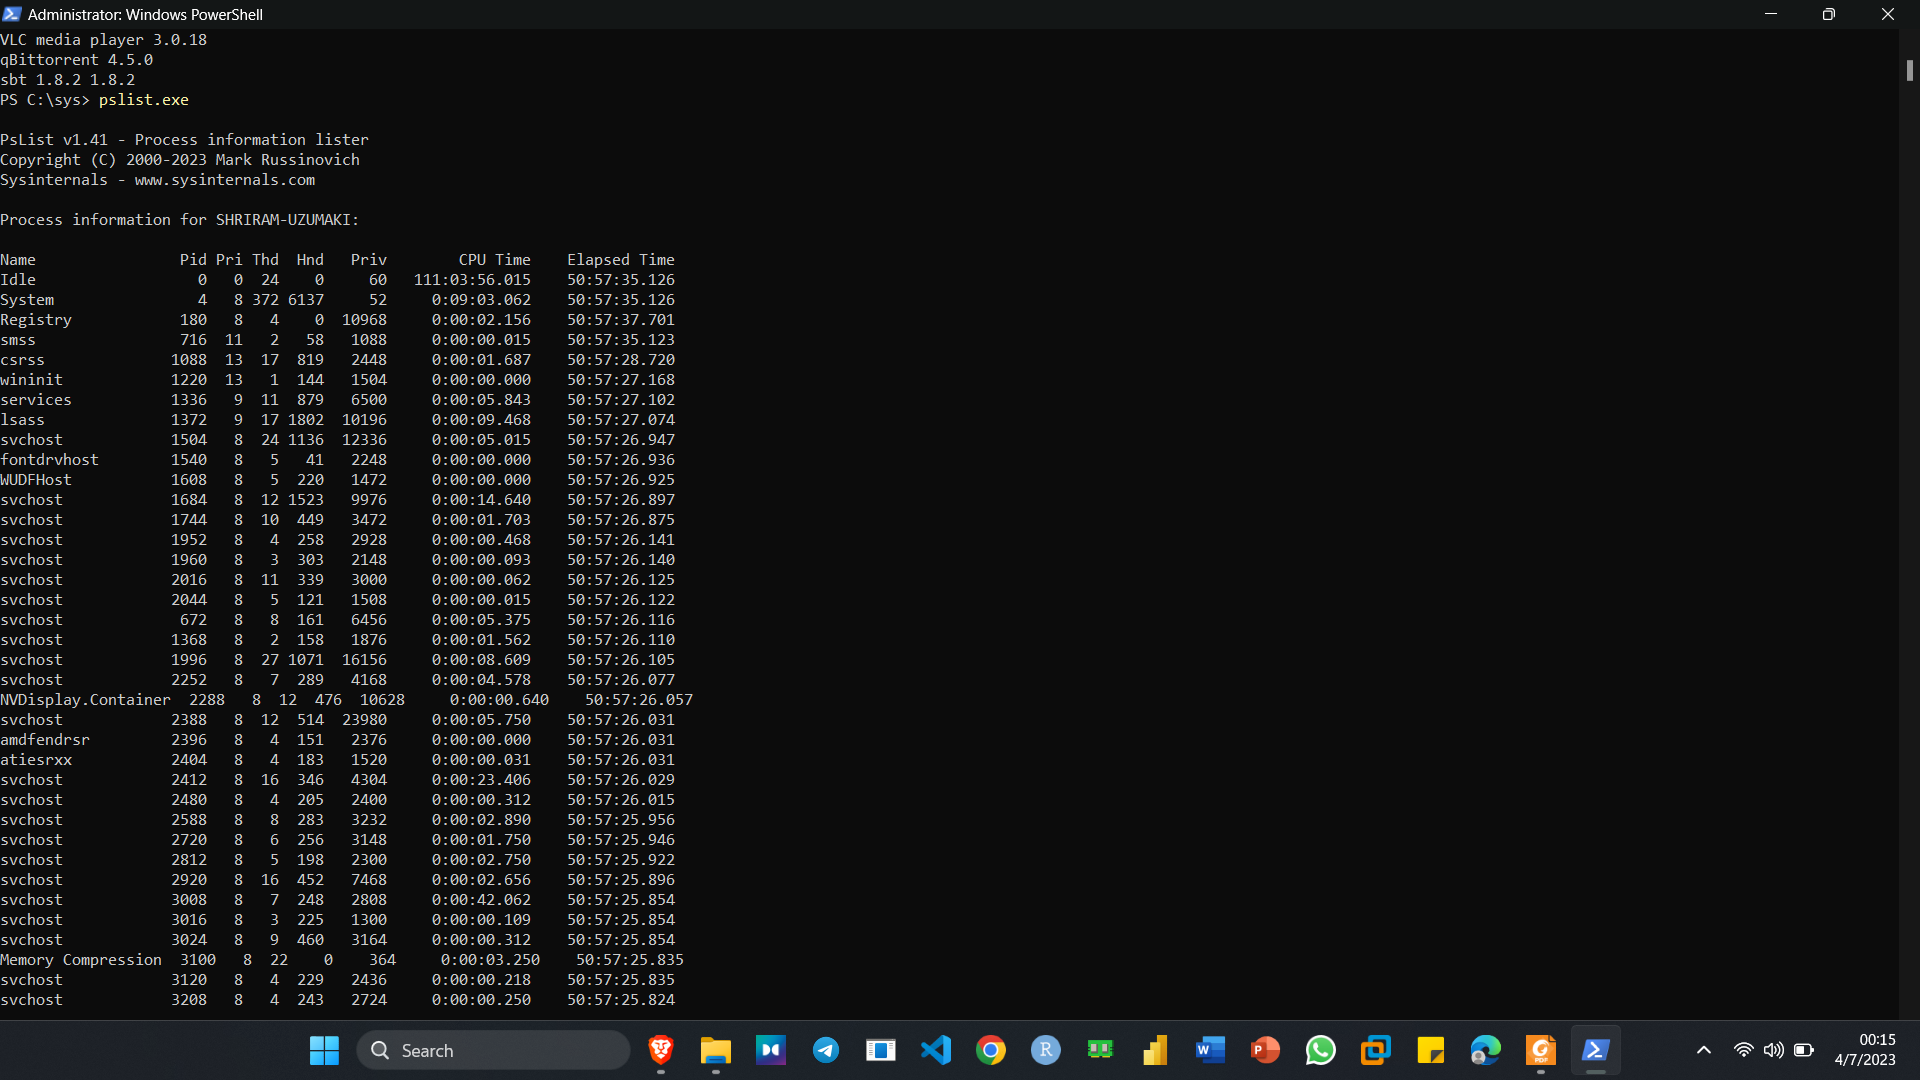 Administrator: Windows PowerShell
VLC media player 3.0.18
qBittorrent 4.5.0
sbt 1.8.2 1.8.2
PS C:\sys> pslist.exe
PsList v1.41 - Process information lister
Copyright (C) 2000-2023 Mark Russinovich
Sysinternals - www.sysinternals.com
Process information for SHRIRAM-UZUMAKI:
Name Pid Pri Thd Hnd Priv CPU Time Elapsed Time
Idle 0 0 24 0 60 111:03:56.015 50:57:35.126
System 4 8 372 6137 52 0:09:03.062 50:57:35.126
Registry 180 8 4 0 10968 0:00:02.156 50:57:37.701
smss 716 11 2 58 1088 0:00:00.015 50:57:35.123
csrss 1088 13 17 819 2448 0:00:01.687 50:57:28.720
wininit 1220 13 1 144 1504 0:00:00.000 50:57:27.168
services 1336 9 11 879 6500 0:00:05.843 50:57:27.102
lsass 1372 9 17 1802 10196 0:00:09.468 50:57:27.074
svchost 1504 8 24 1136 12336 0:00:05.015 50:57:26.947
fontdrvhost 1540 8 5 41 2248 0:00:00.000 50:57:26.936
WUDFHost 1608 8 5 220 1472 0:00:00.000 50:57:26.925
svchost 1684 8 12 1523 9976 0:00:14.640 50:57:26.897
svchost 1744 8 10 449 3472 0:00:01.703 50:57:26.875
svchost 1952 8 4 258 2928 0:00:00.468 50:57:26.141
svchost 1960 8 3 303 2148 0:00:00.093 50:57:26.140
svchost 2016 8 11 339 3000 0:00:00.062 50:57:26.125
svchost 2044 8 5 121 1508 0:00:00.015 50:57:26.122
svchost 672 8 8 161 6456 0:00:05.375 50:57:26.116
svchost 1368 8 2 158 1876 0:00:01.562 50:57:26.110
svchost 1996 8 27 1071 16156 0:00:08.609 50:57:26.105
svchost 2252 8 7 289 4168 0:00:04.578 50:57:26.077
NVDisplay.Container 2288 8 12 476 10628 0:00:00.640 50:57:26.057
svchost 2388 8 12 514 23980 0:00:05.750 50:57:26.031
amdfendrsr 2396 8 4 151 2376 0:00:00.000 50:57:26.031
atiesrxx 2404 8 4 183 1520 0:00:00.031 50:57:26.031
svchost 2412 8 16 346 4304 0:00:23.406 50:57:26.029
svchost 2480 8 4 205 2400 0:00:00.312 50:57:26.015
svchost 2588 8 8 283 3232 0:00:02.890 50:57:25.956
svchost 2720 8 6 256 3148 0:00:01.750 50:57:25.946
svchost 2812 8 5 198 2300 0:00:02.750 50:57:25.922
svchost 2920 8 16 452 7468 0:00:02.656 50:57:25.896
svchost 3008 8 7 248 2808 0:00:42.062 50:57:25.854
svchost 3016 8 3 225 1300 0:00:00.109 50:57:25.854
svchost 3024 8 9 460 3164 0:00:00.312 50:57:25.854
Memory Compression 3100 8 22 0 364 0:00:03.250 50:57:25.835
svchost 3120 8 4 229 2436 0:00:00.218 50:57:25.835
svchost 3208 8 4 243 2724 0:00:00.250 50:57:25.824
Search
00:15
4/7/2023